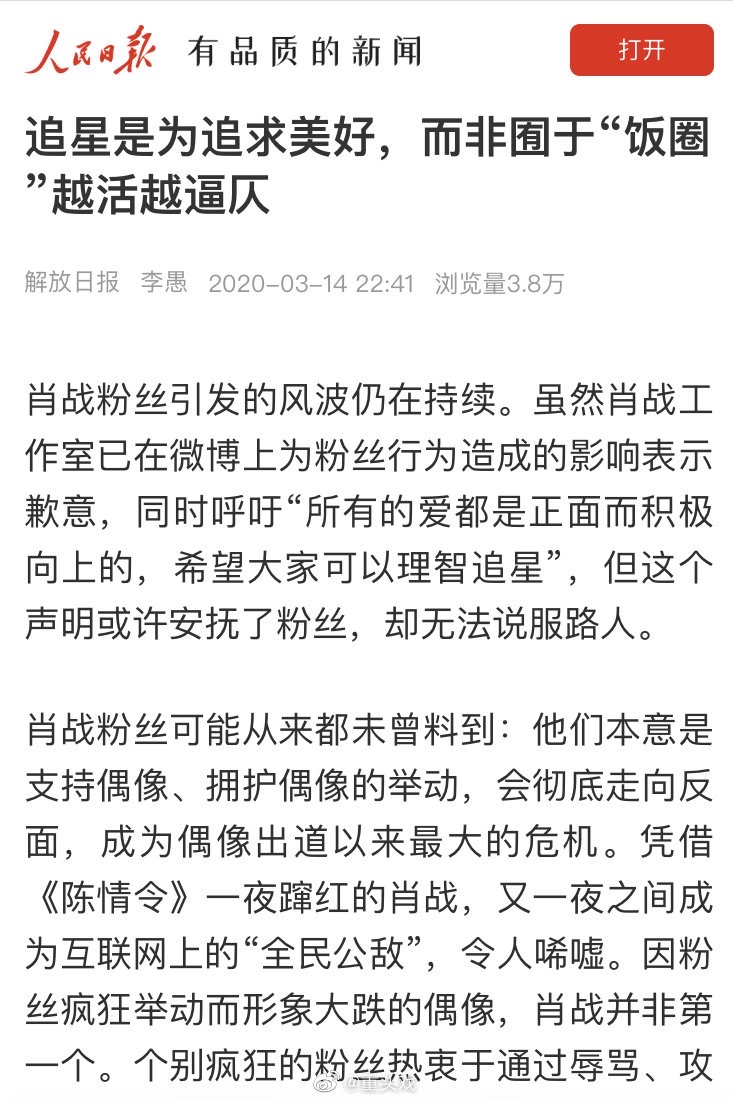 人民日报 有品质的新闻 打开
追星是为追求美好，而非囿于“饭圈
”越活越逼仄
解放日报 李愚 2020-03-14 22:41 浏览量3.8万
肖战粉丝引发的风波仍在持续。虽然肖战工
作室已在微博上为粉丝行为造成的影响表示
歉意，同时呼吁“所有的爱都是正面而积极
向上的，希望大家可以理智追星”，但这个
声明或许安抚了粉丝，却无法说服路人。
肖战粉丝可能从来都未曾料到：他们本意是
支持偶像、拥护偶像的举动，会彻底走向反
面，成为偶像出道以来最大的危机。凭借
《陈情令》一夜蹿红的肖战，又一夜之间成
为互联网上的“全民公敌”，令人唏嘘。因粉
丝疯狂举动而形象大跌的偶像，肖战并非第
一个。个别疯狂的粉丝热衷于通过辱骂、攻